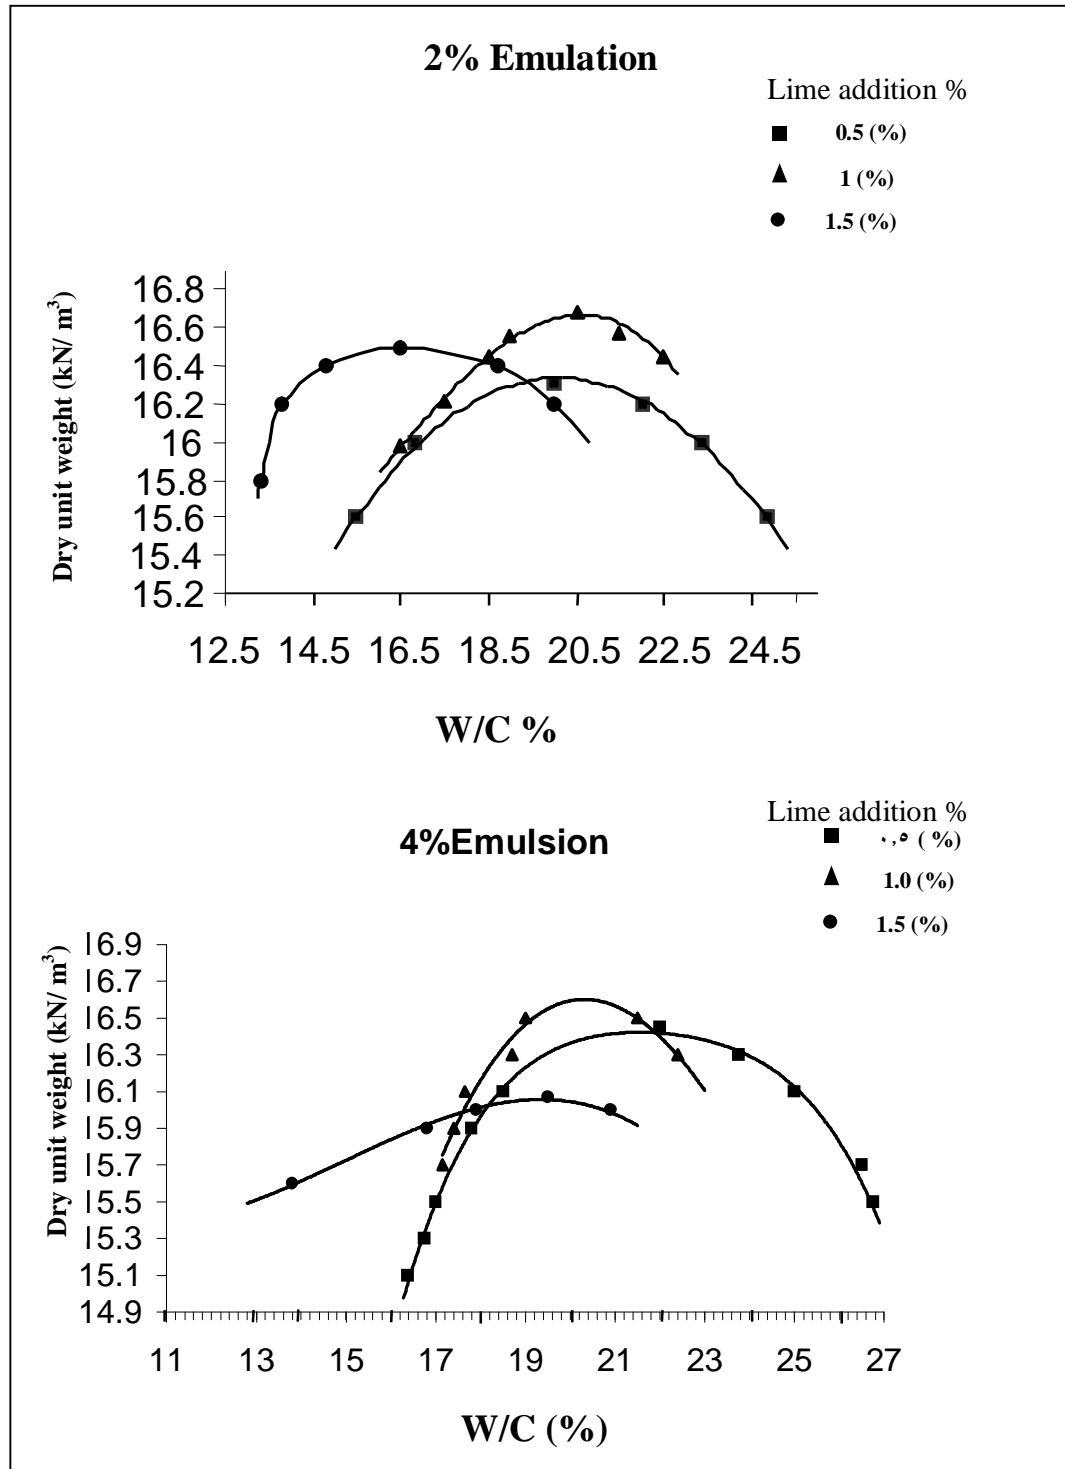 2% Emulation
Lime addition %
0.5 (%)
1 (%)
1.5 (%)
Dry unit weight (kN/ m³)
16.8
16.6
16.4
16.2
16
15.8
15.6
15.4
15.2
12.5 14.5 16.5 18.5 20.5 22.5 24.5
W/C %
Lime addition %
4%Emulsion
٠,٥ ( %)
1.0 (%)
1.5 (%)
Dry unit weight (kN/ m³)
16.9
16.7
16.5
16.3
16.1
15.9
15.7
15.5
15.3
15.1
14.9
11 13 15 17 19 21 23 25 27
W/C (%)